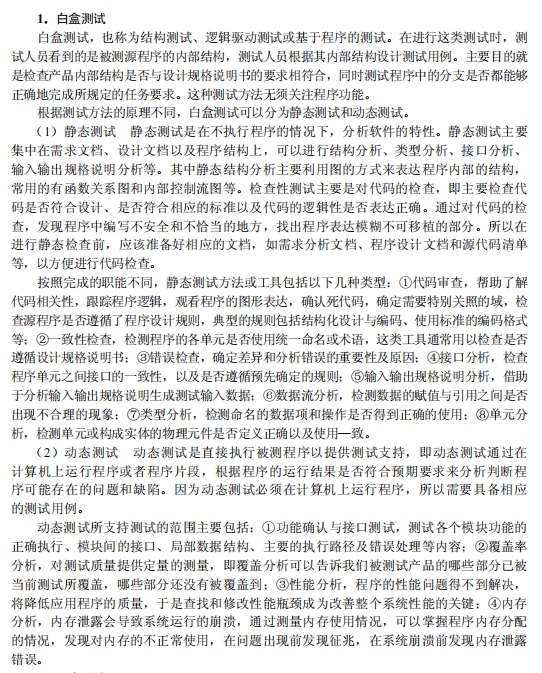 1．白盒测试
白盒测试，也称为结构测试、逻辑驱动测试或基于程序的测试。在进行这类测试时，测
试人员看到的是被测源程序的内部结构，测试人员根据其内部结构设计测试用例。主要目的就
是检查产品内部结构是否与设计规格说明书的要求相符合，同时测试程序中的分支是否都能够
正确地完成所规定的任务要求。这种测试方法无须关注程序功能。
根据测试方法的原理不同，白盒测试可以分为静态测试和动态测试。
（1）静态测试　静态测试是在不执行程序的情况下，分析软件的特性。静态测试主要
集中在需求文档、设计文档以及程序结构上，可以进行结构分析、类型分析、接口分析、
输入输出规格说明分析等。其中静态结构分析主要利用图的方式来表达程序内部的结构，
常用的有函数关系图和内部控制流图等。检查性测试主要是对代码的检查，即主要检查代
码是否符合设计、是否符合相应的标准以及代码的逻辑性是否表达正确。通过对代码的检
查，发现程序中编写不安全和不恰当的地方，找出程序表达模糊不可移植的部分。所以在
进行静态检查前，应该准备好相应的文档，如需求分析文档、程序设计文档和源代码清单
等，以方便进行代码检查。
按照完成的职能不同，静态测试方法或工具包括以下几种类型：①代码审查，帮助了解
代码相关性，跟踪程序逻辑，观看程序的图形表达，确认死代码，确定需要特别关照的域，检
查源程序是否遵循了程序设计规则，典型的规则包括结构化设计与编码、使用标准的编码格式
等；②一致性检查，检测程序的各单元是否使用统一命名或术语，这类工具通常用以检查是否
遵循设计规格说明书；③错误检查，确定差异和分析错误的重要性及原因；④接口分析，检查
程序单元之间接口的一致性，以及是否遵循预先确定的规则；⑤输入输出规格说明分析，借助
于分析输入输出规格说明生成测试输入数据；⑥数据流分析，检测数据的赋值与引用之间是否
出现不合理的现象；⑦类型分析，检测命名的数据项和操作是否得到正确的使用；⑧单元分
析，检测单元或构成实体的物理元件是否定义正确以及使用一致。
（2）动态测试　动态测试是直接执行被测程序以提供测试支持，即动态测试通过在
计算机上运行程序或者程序片段，根据程序的运行结果是否符合预期要求来分析判断程
序可能存在的问题和缺陷。因为动态测试必须在计算机上运行程序，所以需要具备相应
的测试用例。
动态测试所支持测试的范围主要包括：①功能确认与接口测试，测试各个模块功能的
正确执行、模块间的接口、局部数据结构、主要的执行路径及错误处理等内容；②覆盖率
分析，对测试质量提供定量的测量，即覆盖分析可以告诉我们被测试产品的哪些部分已被
当前测试所覆盖，哪些部分还没有被覆盖到；③性能分析，程序的性能问题得不到解决，
将降低应用程序的质量，于是查找和修改性能瓶颈成为改善整个系统性能的关键；④内存
分析，内存泄露会导致系统运行的崩溃，通过测量内存使用情况，可以掌握程序内存分配
的情况，发现对内存的不正常使用，在问题出现前发现征兆，在系统崩溃前发现内存泄露
错误。